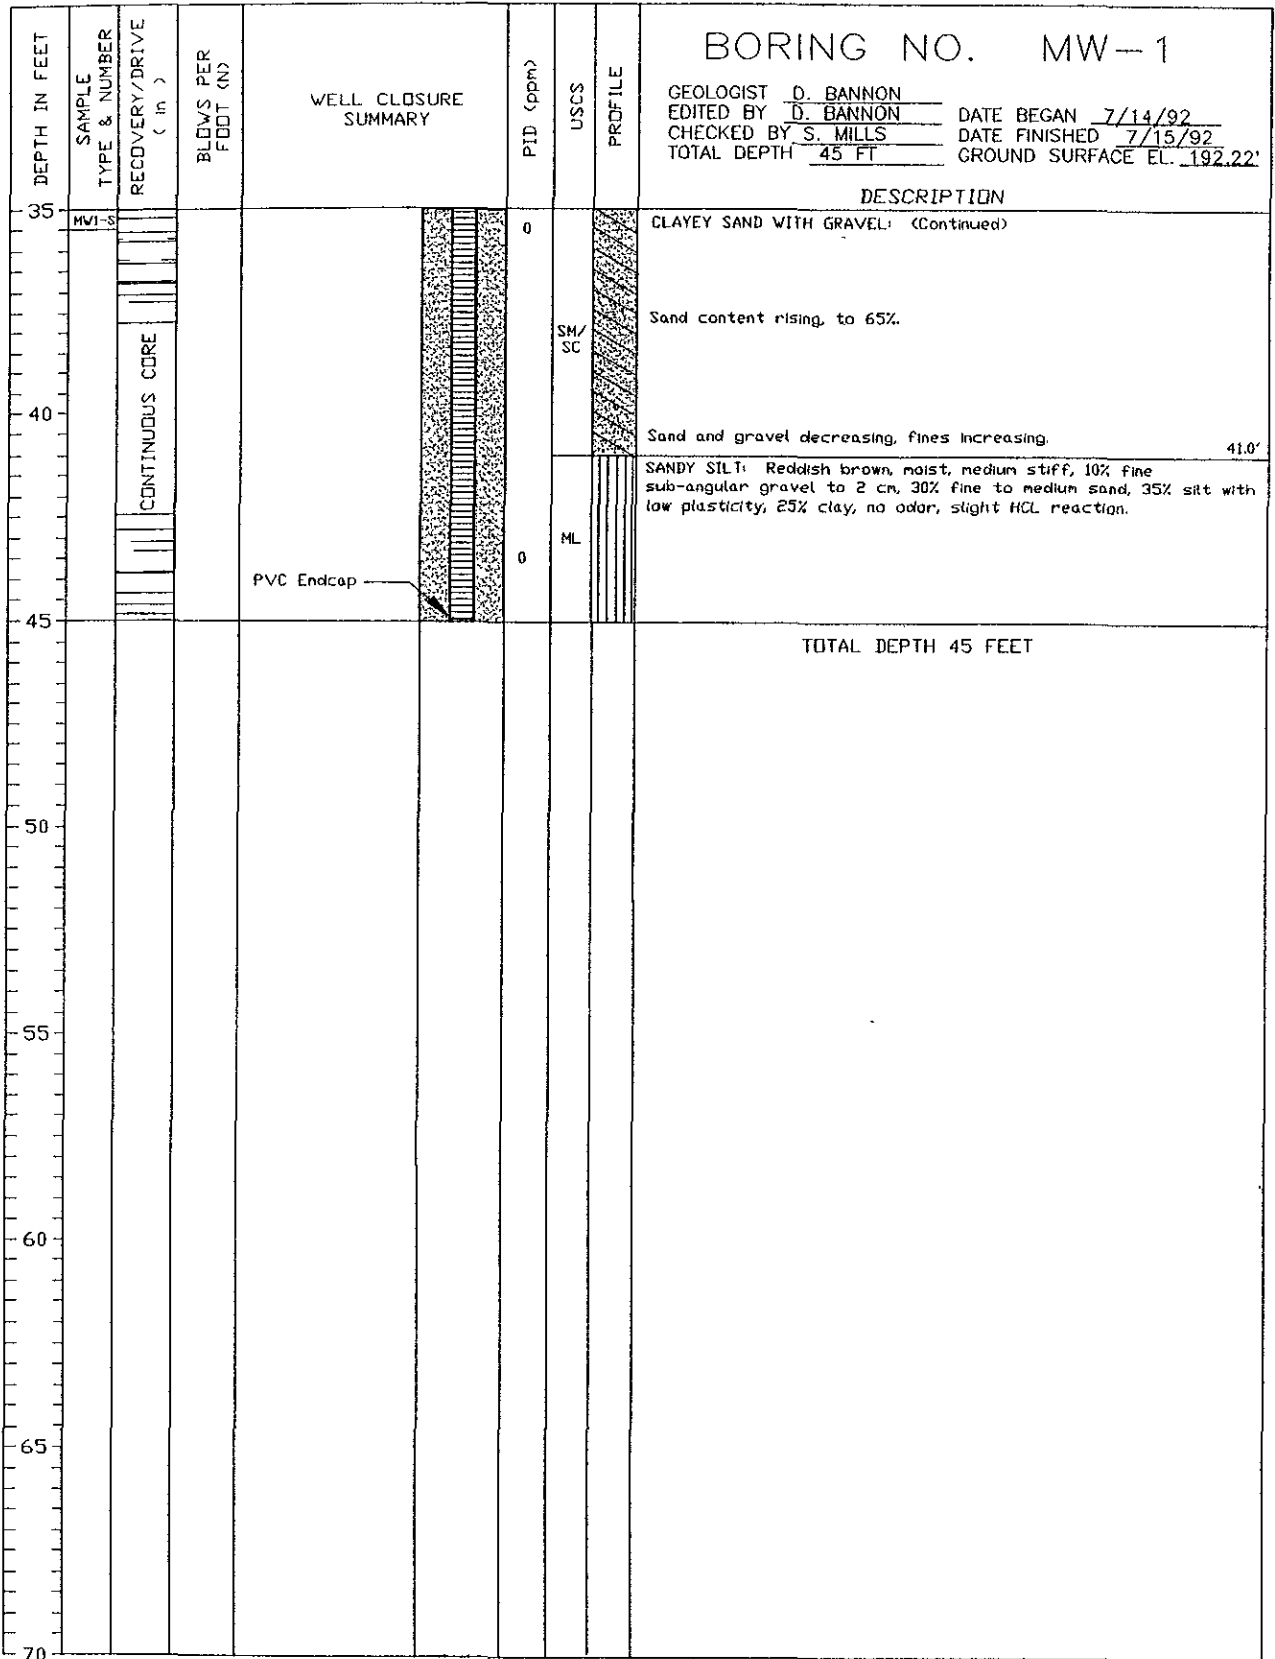 BORING NO. MW-1
GEOLOGIST D. BANNON
EDITED BY D. BANNON DATE BEGAN 7/14/92
CHECKED BY S. MILLS DATE FINISHED 7/15/92
TOTAL DEPTH 45 FT GROUND SURFACE EL. 192.22'
DEPTH IN FEET
SAMPLE
TYPE & NUMBER
RECOVERY/DRIVE
( in )
BLOWS PER
FOOT (N)
WELL CLOSURE
SUMMARY
PID (ppm)
USCS
PROFILE
DESCRIPTION
35
MW1-S
0
CLAYEY SAND WITH GRAVEL: (Continued)
Sand content rising, to 65%.
SM/
SC
CONTINUOUS CORE
40
Sand and gravel decreasing, fines increasing.
41.0'
SANDY SILT: Reddish brown, moist, medium stiff, 10% fine
sub-angular gravel to 2 cm, 30% fine to medium sand, 35% silt with
low plasticity, 25% clay, no odor, slight HCL reaction.
ML
0
PVC Endcap
45
TOTAL DEPTH 45 FEET
50
55
60
65
70